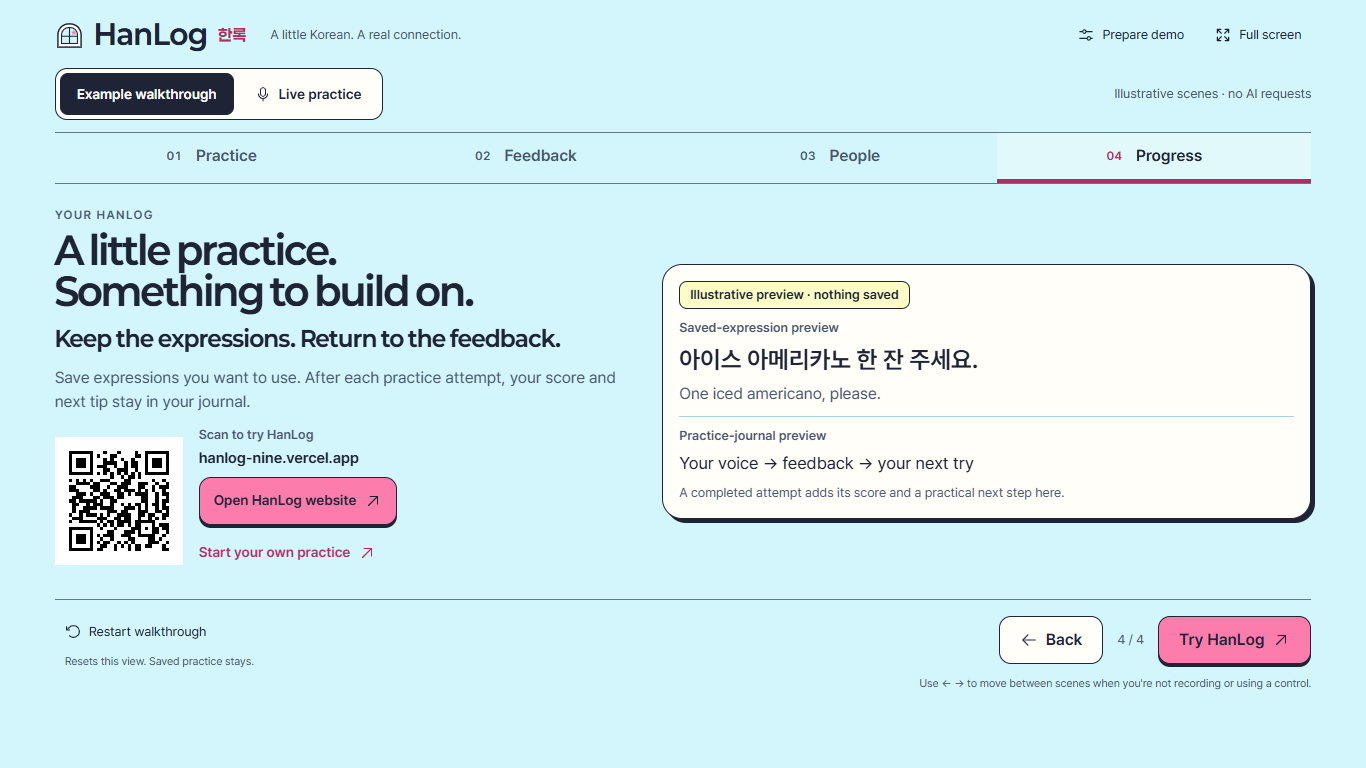 HanLog 한록 A little Korean. A real connection.
Prepare demo Full screen
Example walkthrough Live practice
Illustrative scenes · no AI requests
01 Practice 02 Feedback 03 People 04 Progress
YOUR HANLOG
A little practice.
Something to build on.
Keep the expressions. Return to the feedback.
Save expressions you want to use. After each practice attempt, your score and
next tip stay in your journal.
Scan to try HanLog
hanlog-nine.vercel.app
Open HanLog website
Start your own practice
Illustrative preview · nothing saved
Saved-expression preview
아이스 아메리카노 한 잔 주세요.
One iced americano, please.
Practice-journal preview
Your voice → feedback → your next try
A completed attempt adds its score and a practical next step here.
Restart walkthrough
Resets this view. Saved practice stays.
← Back 4 / 4 Try HanLog
Use ← → to move between scenes when you're not recording or using a control.